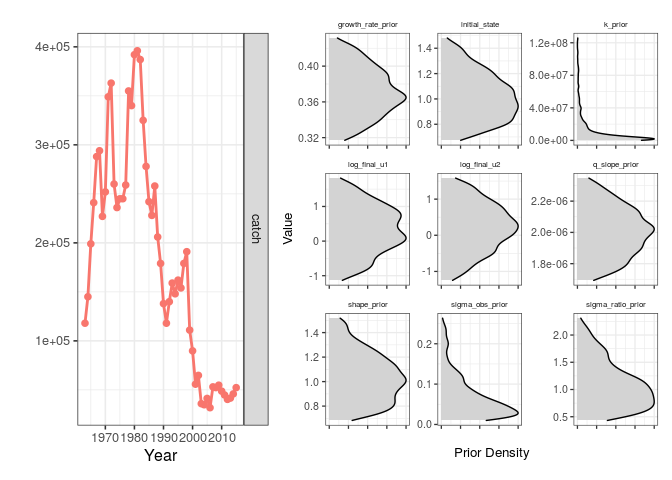 4e+05
3e+05
2e+05
1e+05
1970 1980 1990 2000 2010
Year
catch
Value
growth_rate_prior
0.40
0.36
0.32
initial_state
1.4
1.2
1.0
0.8
k_prior
1.2e+08
8.0e+07
4.0e+07
0.0e+00
log_final_u1
1
0
-1
log_final_u2
1
0
-1
q_slope_prior
2.2e-06
2.0e-06
1.8e-06
shape_prior
1.4
1.2
1.0
0.8
sigma_obs_prior
0.2
0.1
0.0
sigma_ratio_prior
2.0
1.5
1.0
0.5
Prior Density